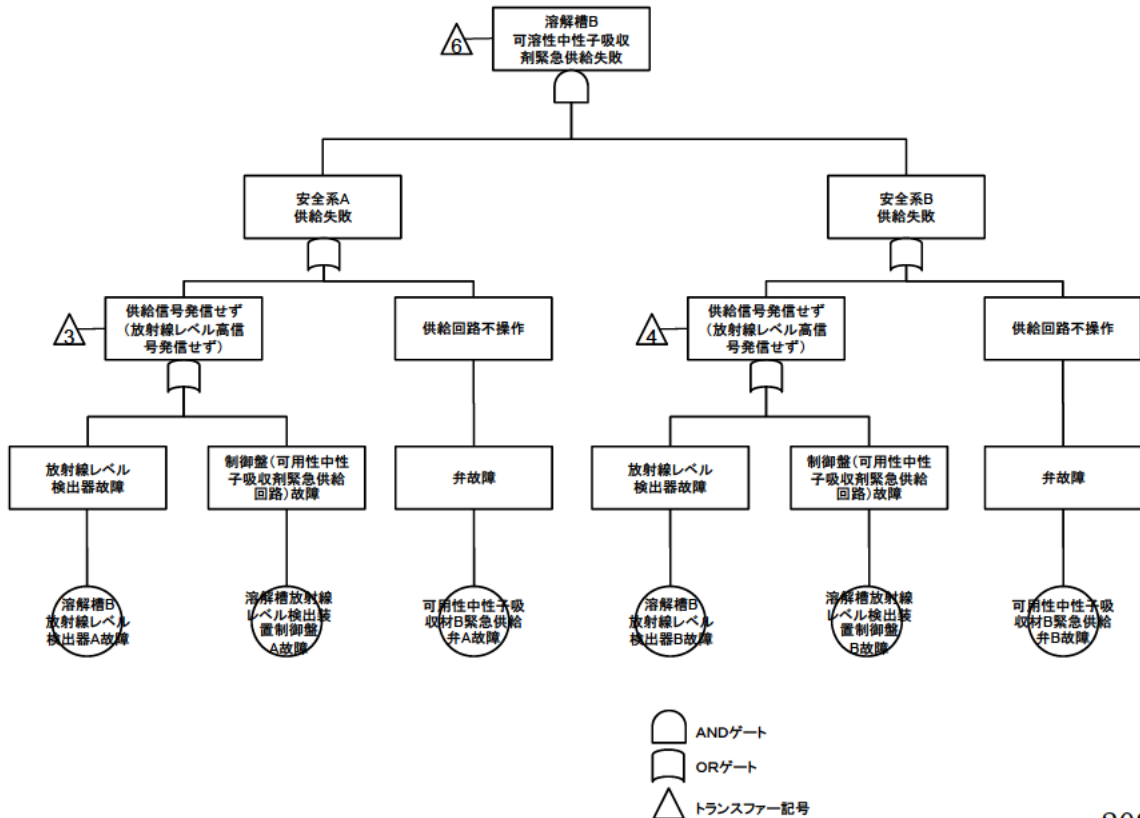 溶解槽B
可溶性中性子吸収
剤緊急供給失敗
6
安全系A
供給失敗
安全系B
供給失敗
供給信号発信せず
(放射線レベル高信
号発信せず)
3
供給回路不操作
供給信号発信せず
(放射線レベル高信
号発信せず)
4
供給回路不操作
放射線レベル
検出器故障
制御盤(可用性中性
子吸収剤緊急供給
回路)故障
弁故障
放射線レベル
検出器故障
制御盤(可用性中性
子吸収剤緊急供給
回路)故障
弁故障
溶解槽B
放射線レベル
検出器A故障
溶解槽放射線
レベル検出装
置制御盤
A故障
可用性中性子吸
収材B緊急供給
弁A故障
溶解槽B
放射線レベル
検出器B故障
溶解槽放射線
レベル検出装
置制御盤
B故障
可用性中性子吸
収材B緊急供給
弁B故障
ANDゲート
ORゲート
トランスファー記号